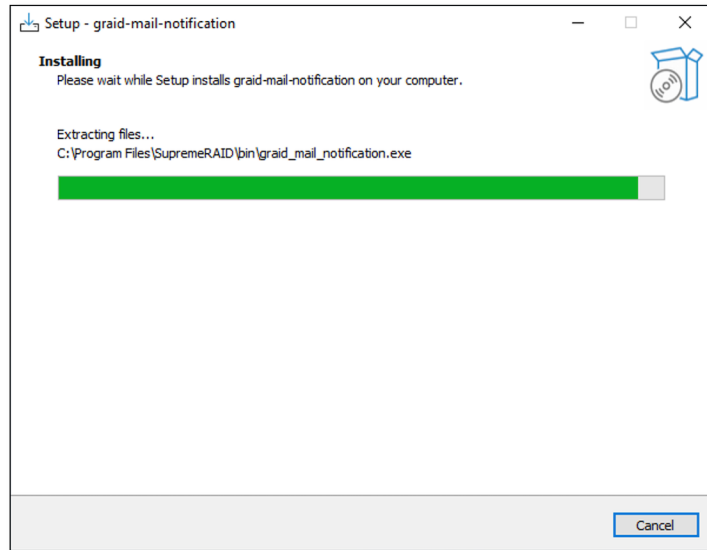 Setup - graid-mail-notification
Installing
Please wait while Setup installs graid-mail-notification on your computer.
Extracting files...
C:\Program Files\SupremeRAID\bin\graid_mail_notification.exe
Cancel